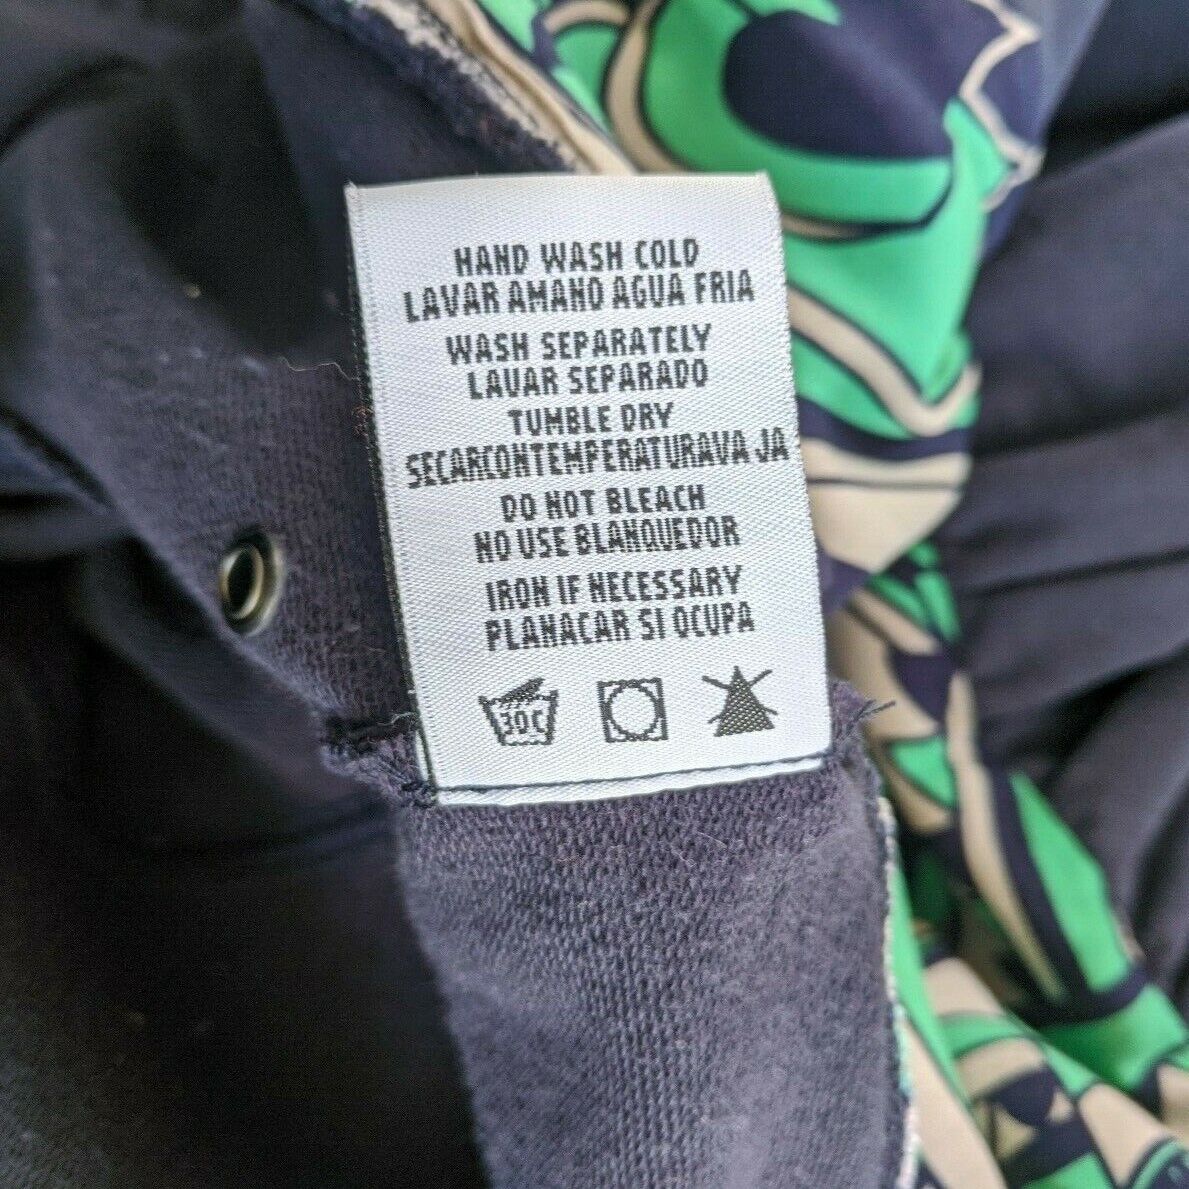 HAND WASH COLD
LAVAR AMANO AGUA FRIA
WASH SEPARATELY
LAVAR SEPARADO
TUMBLE DRY
SECARCONTEMPERATURAVA JA
DO NOT BLEACH
NO USE BLANQUEDOR
IRON IF NECESSARY
PLANACAR SI OCUPA
30C